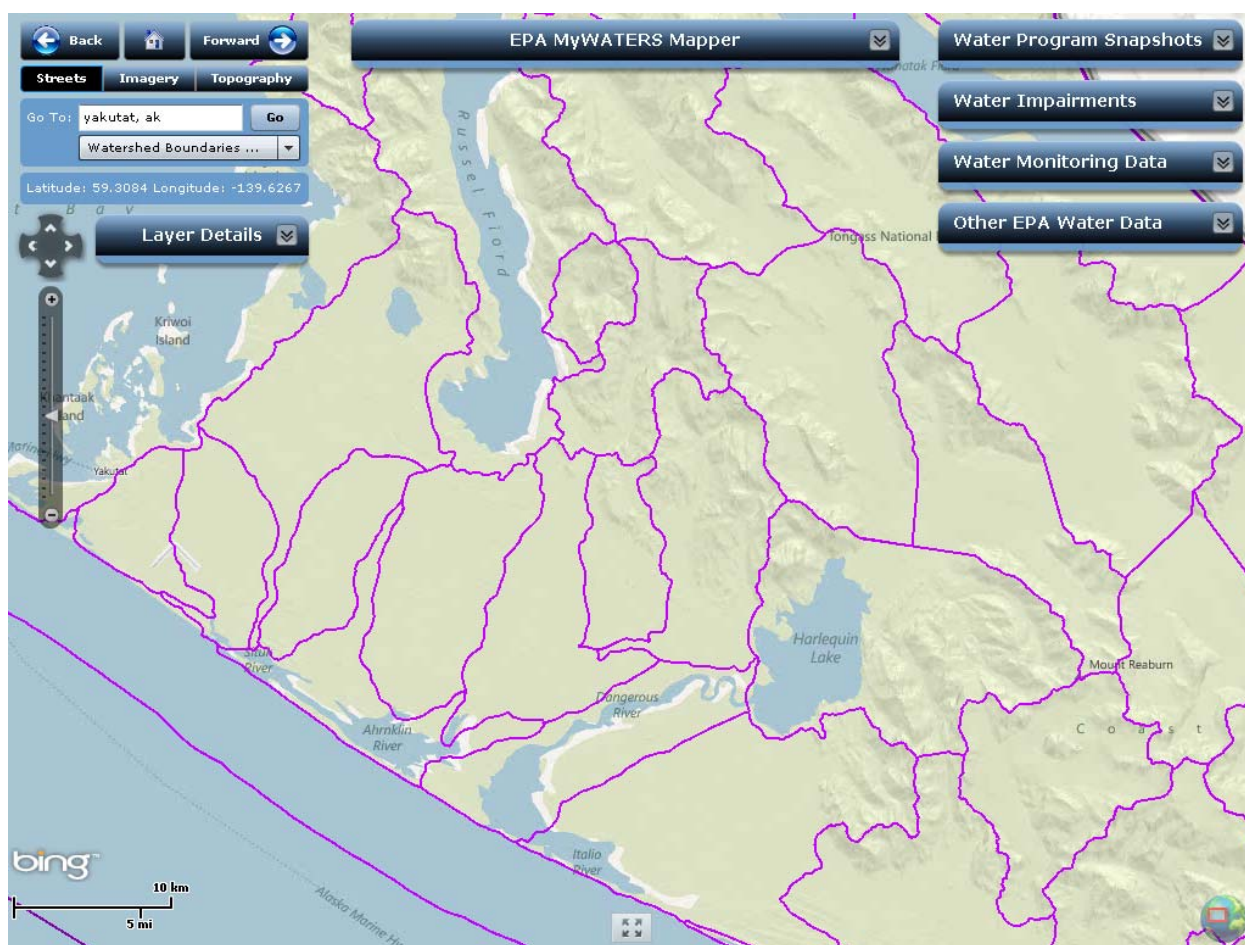 Back
Forward
EPA MyWATERS Mapper
Water Program Snapshots
Streets
Imagery
Topography
Water Impairments
Go To:
yakutat, ak
Go
Watershed Boundaries ...
Water Monitoring Data
Latitude: 59.3084 Longitude: -139.6267
Layer Details
Other EPA Water Data
Russel Fiord
Tongass National
Kriwoi
Island
Yakutat
Situk
River
Harlequin
Lake
Mount Reaburn
Dangerous
River
Ahrnklin
River
Coast
Italio
River
bing
10 km
5 mi
Alaska Marine